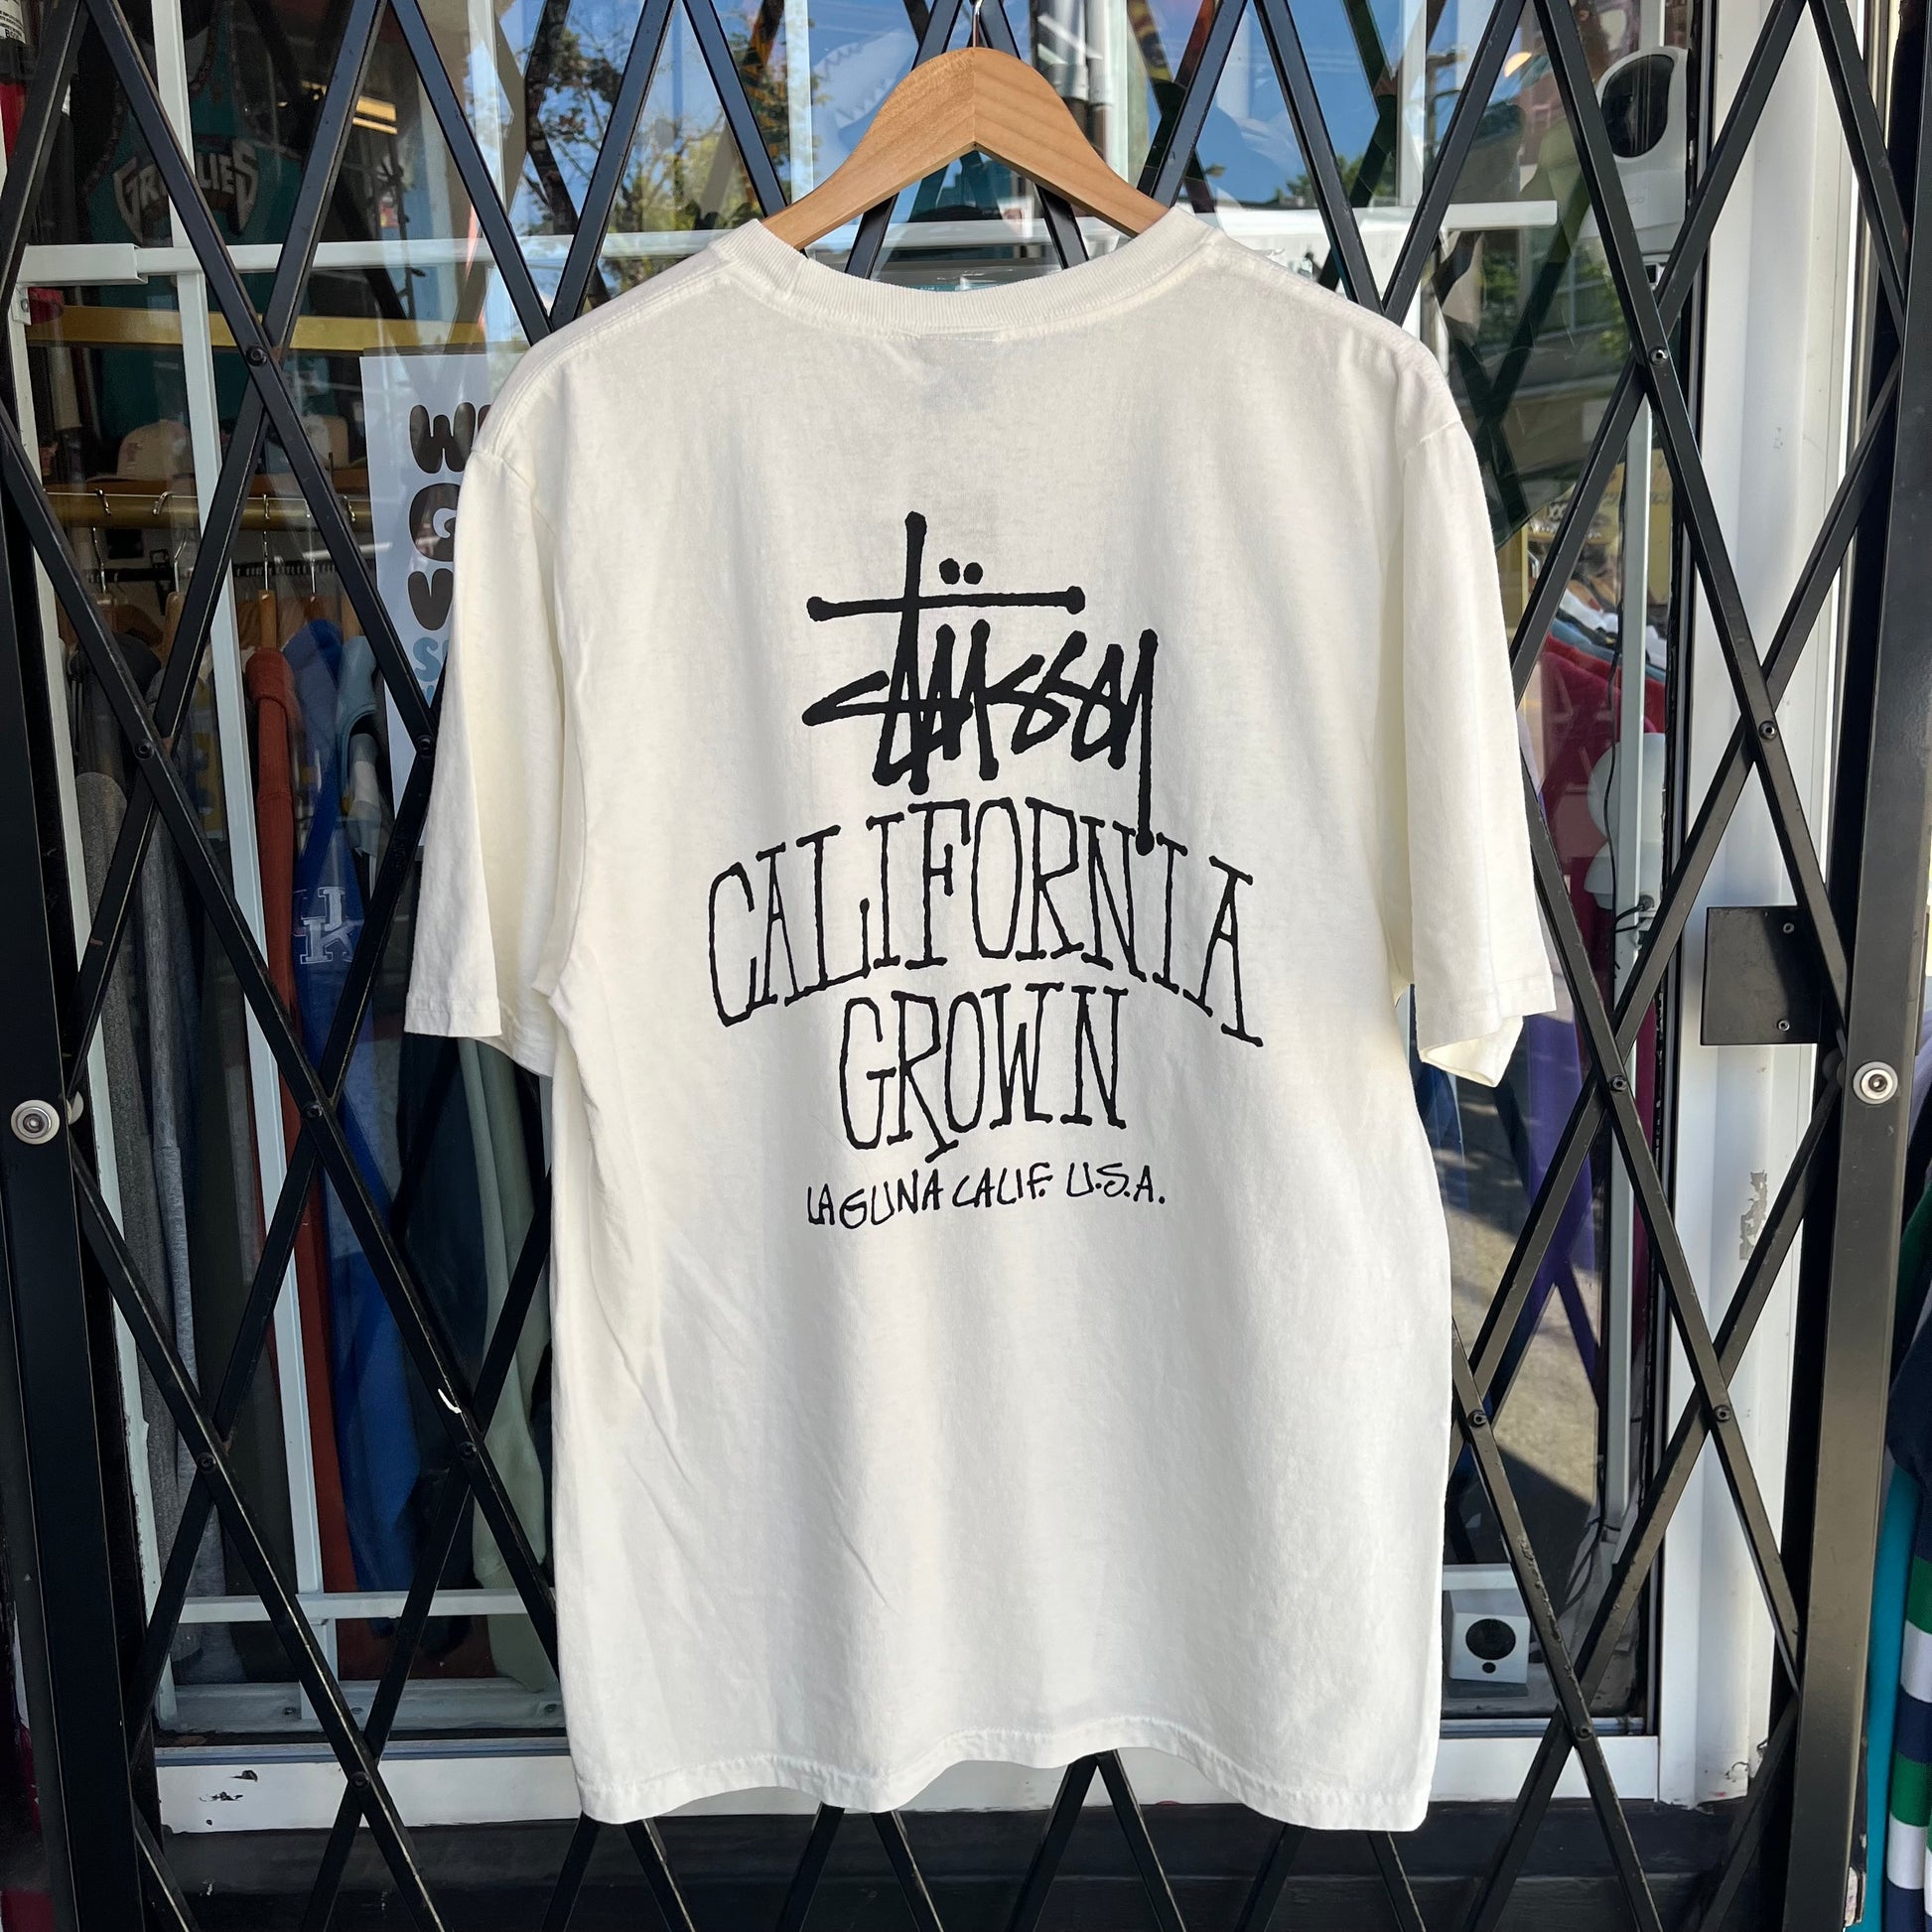 GRIZZLIES
Stüssy
CALIFORNIA
GROWN
LAGUNA CALIF. U.S.A.